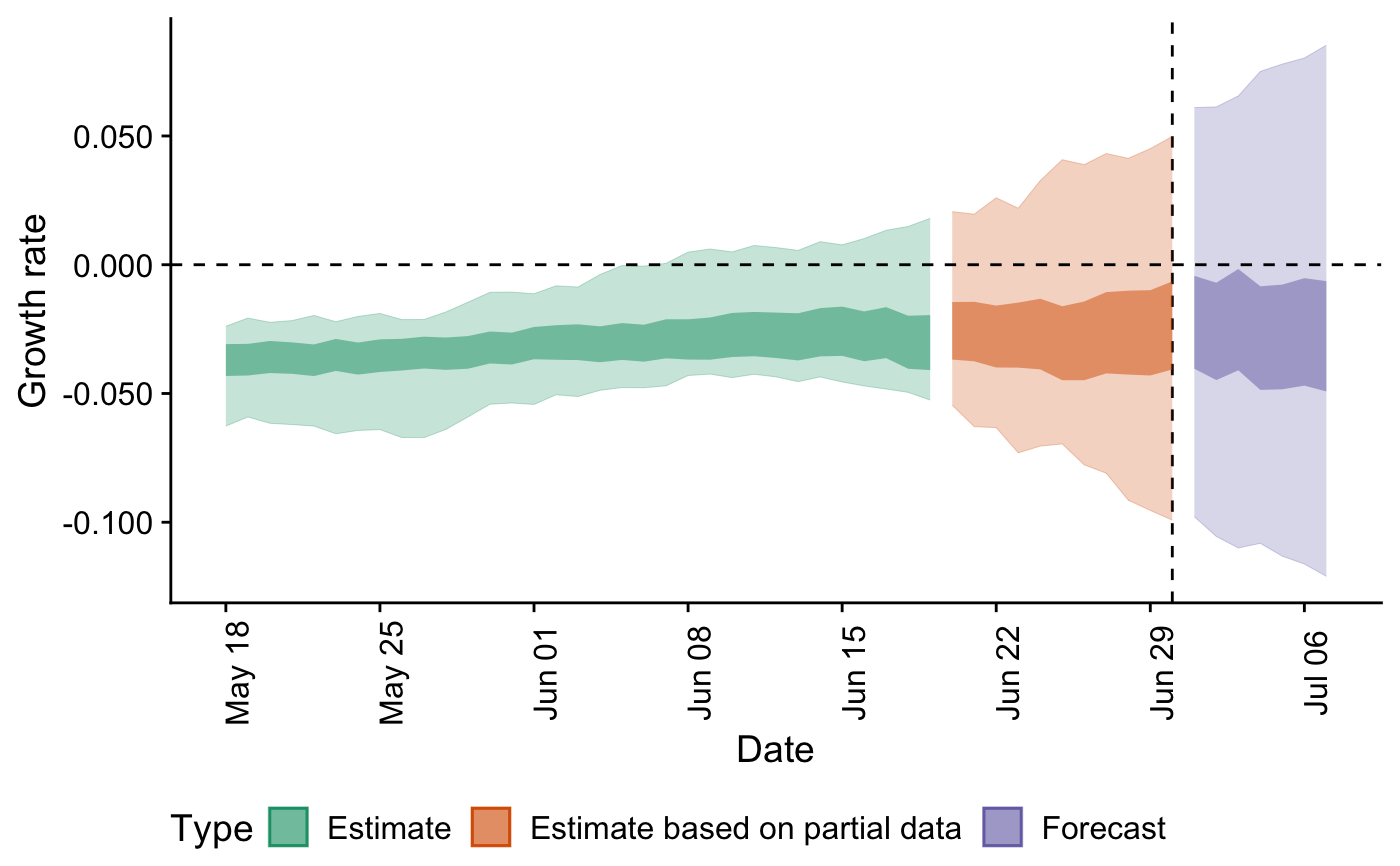 0.050
0.000
-0.050
-0.100
Growth rate
May 18
May 25
Jun 01
Jun 08
Jun 15
Jun 22
Jun 29
Jul 06
Date
Type
Estimate
Estimate based on partial data
Forecast